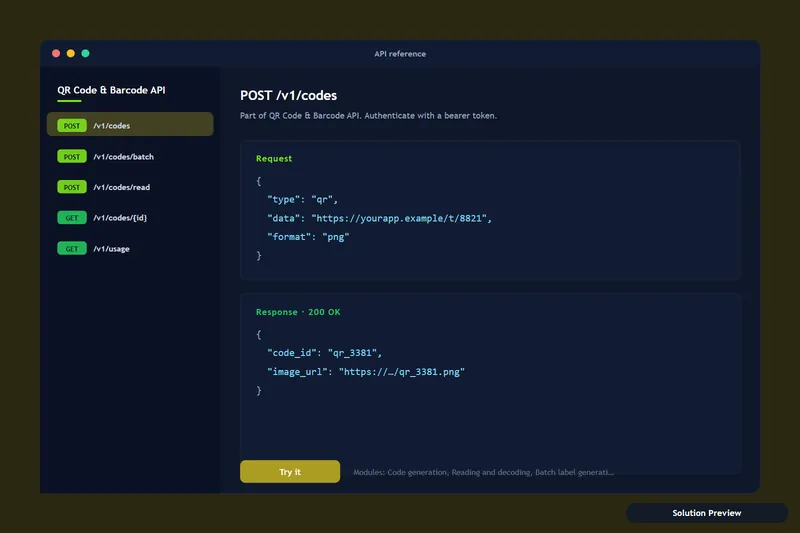 API reference
QR Code & Barcode API
POST /v1/codes
POST /v1/codes/batch
POST /v1/codes/read
GET /v1/codes/{id}
GET /v1/usage
POST /v1/codes
Part of QR Code & Barcode API. Authenticate with a bearer token.
Request
{
"type": "qr",
"data": "https://yourapp.example/t/8821",
"format": "png"
}
Response · 200 OK
{
"code_id": "qr_3381",
"image_url": "https://…/qr_3381.png"
}
Try it
Modules: Code generation, Reading and decoding, Batch label generati…
Solution Preview